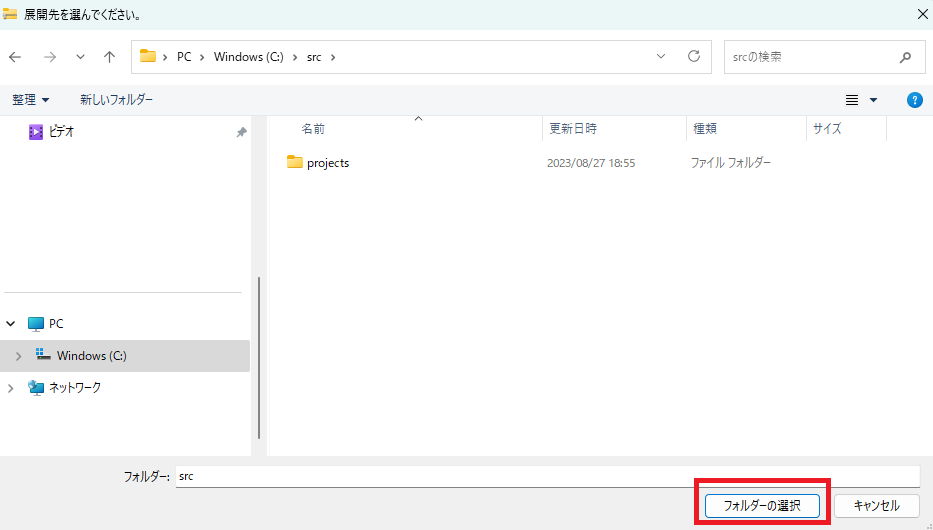 展開先を選んでください。
PC > Windows (C:) > src >
srcの検索
整理
新しいフォルダー
ビデオ
名前
更新日時
種類
サイズ
projects
2023/08/27 18:55
ファイル フォルダー
PC
Windows (C:)
ネットワーク
フォルダー: src
フォルダーの選択
キャンセル